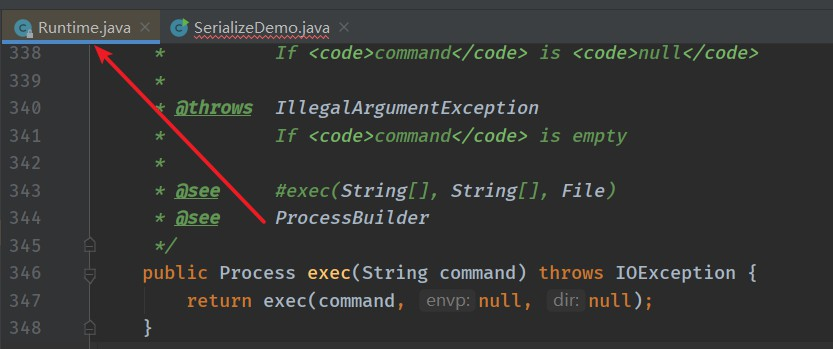 Runtime.java × SerializeDemo.java ×
338 * If <code>command</code> is <code>null</code>
339 *
340 * @throws IllegalArgumentException
341 * If <code>command</code> is empty
342 *
343 * @see #exec(String[], String[], File)
344 * @see ProcessBuilder
345 */
346 public Process exec(String command) throws IOException {
347 return exec(command, envp: null, dir: null);
348 }